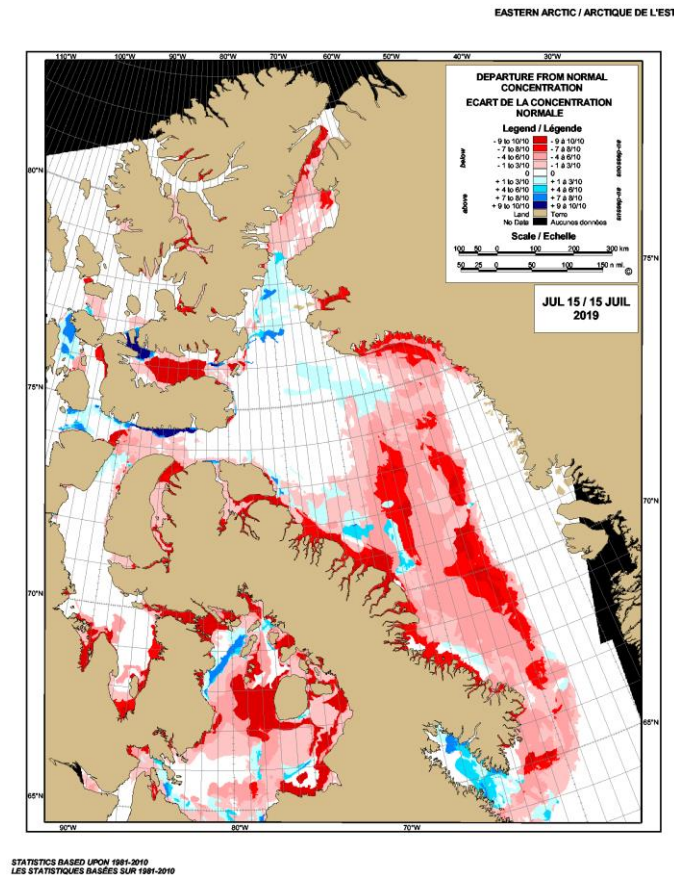 EASTERN ARCTIC / ARCTIQUE DE L'EST
110°W 100°W 90°W 80°W 70°W 60°W 50°W 40°W 30°W
DEPARTURE FROM NORMAL
CONCENTRATION
ECART DE LA CONCENTRATION
NORMALE
Legend / Légende
below
- 9 to 10/10 - 9 à 10/10
- 7 to 8/10 - 7 à 8/10
- 4 to 6/10 - 4 à 6/10
- 1 to 3/10 - 1 à 3/10
0 0
above
+ 1 to 3/10 + 1 à 3/10
+ 4 to 6/10 + 4 à 6/10
+ 7 to 8/10 + 7 à 8/10
+ 9 to 10/10 + 9 à 10/10
au-dessous
au-dessus
Land Terre
No Data Aucunes données
Scale / Echelle
100 50 0 100 200 300 km
50 25 0 50 100 150 n mi.
©
JUL 15 / 15 JUIL
2019
80°N
75°N
75°N
70°N
70°N
65°N
65°N
90°W 80°W 70°W
STATISTICS BASED UPON 1981-2010
LES STATISTIQUES BASÉES SUR 1981-2010